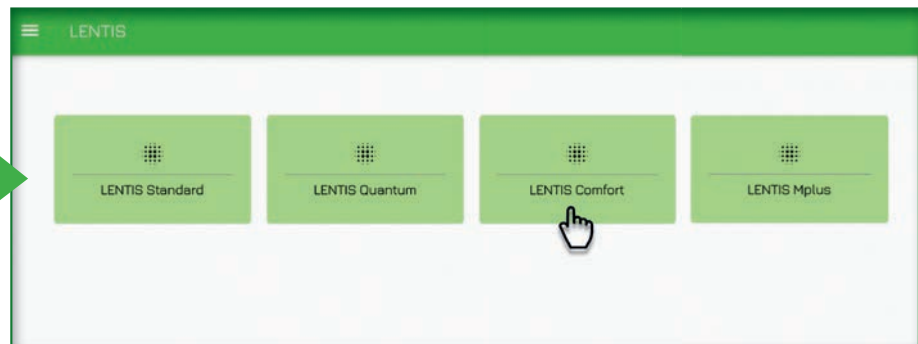 LENTIS
LENTIS Standard
LENTIS Quantum
LENTIS Comfort
LENTIS Mplus